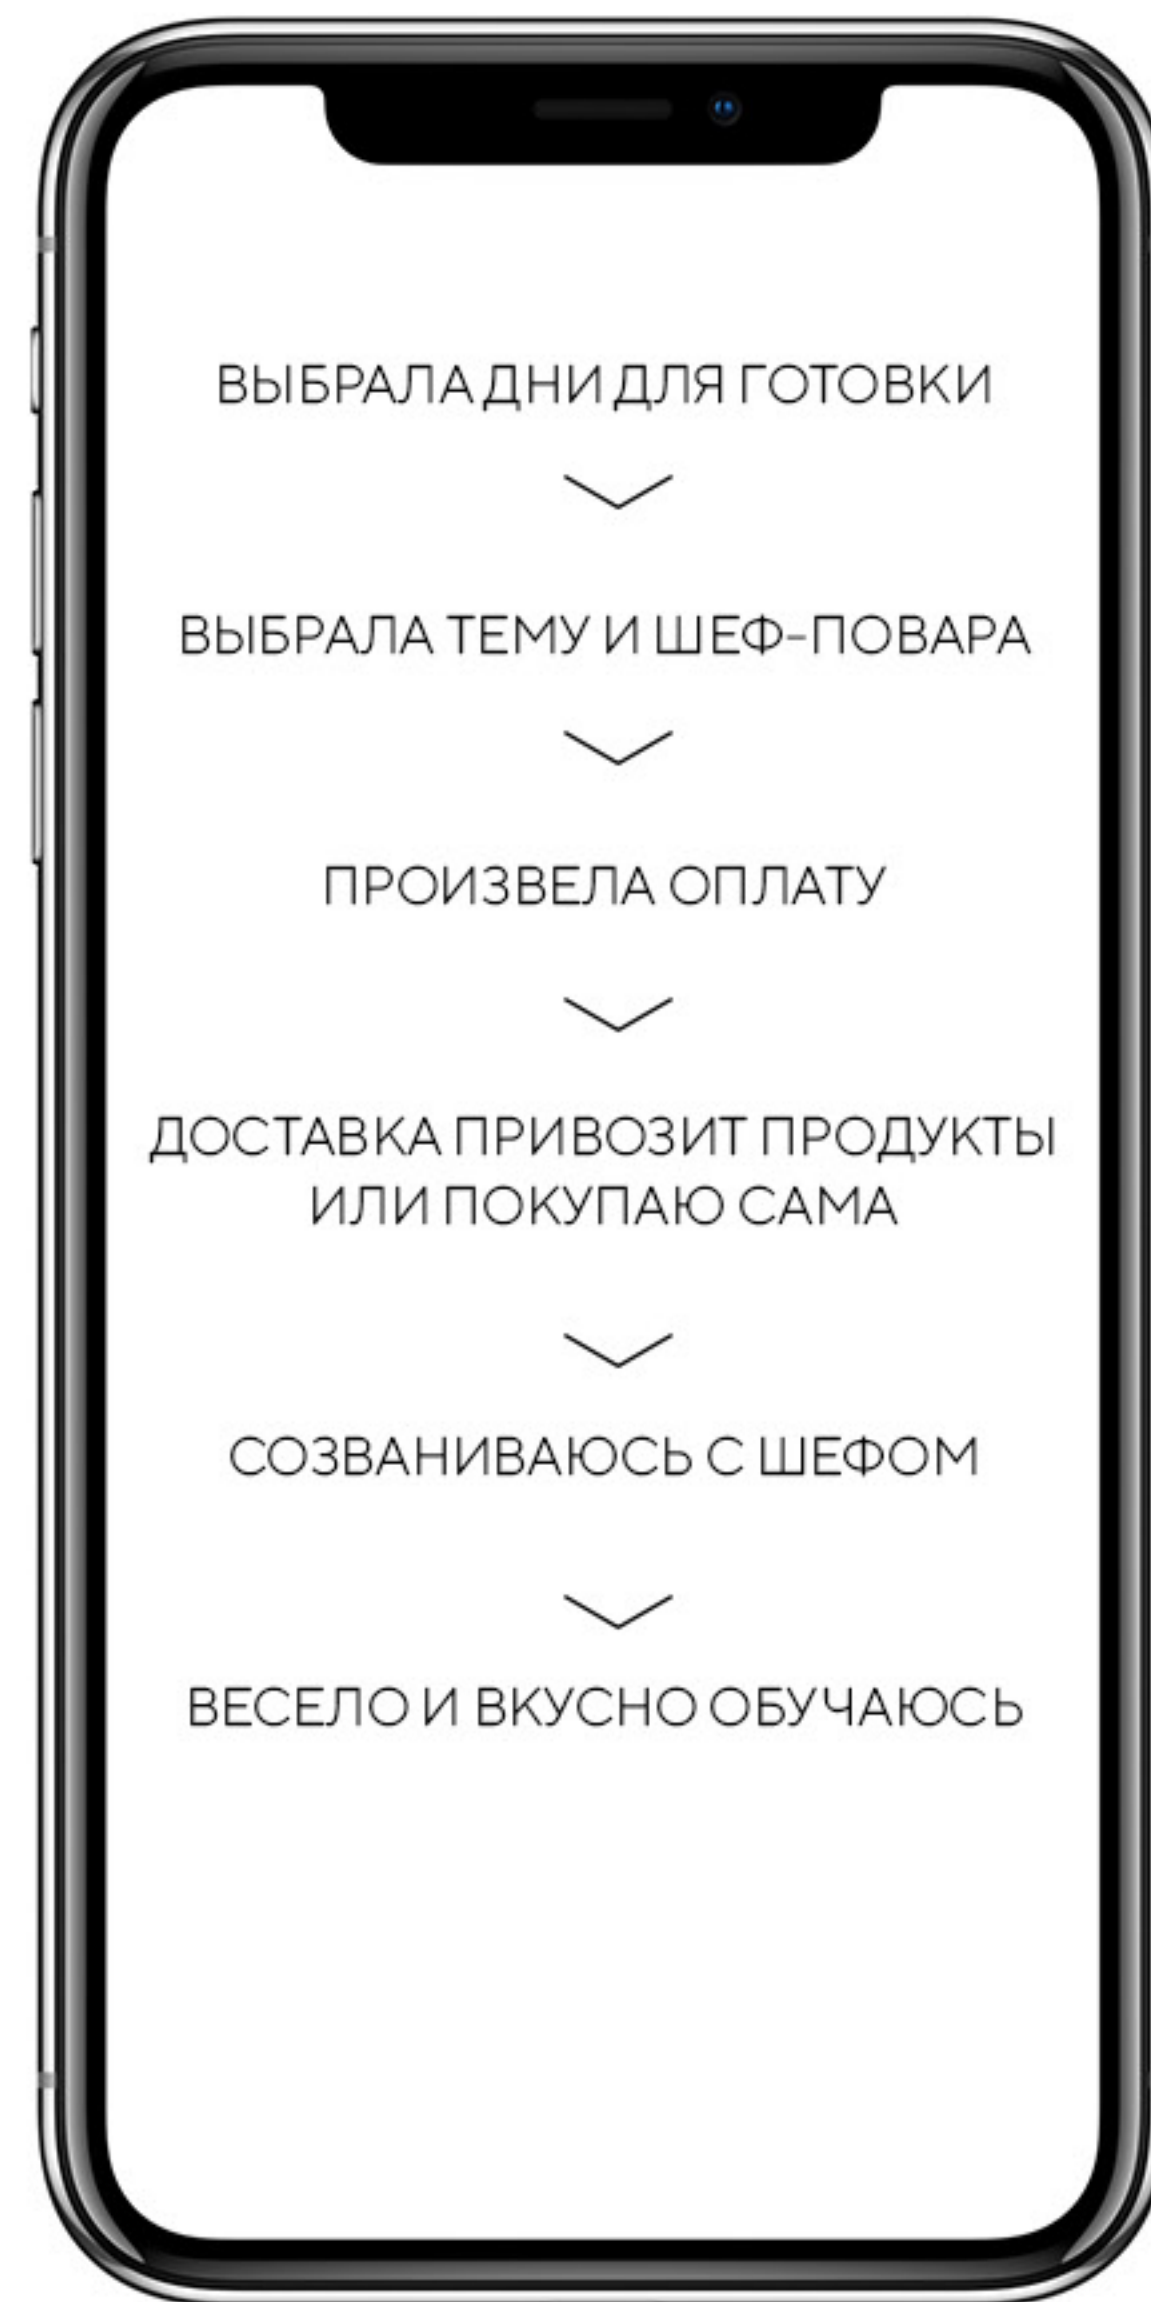 ВЫБРАЛА ДНИ ДЛЯ ГОТОВКИ
ВЫБРАЛА ТЕМУ И ШЕФ-ПОВАРА
ПРОИЗВЕЛА ОПЛАТУ
ДОСТАВКА ПРИВОЗИТ ПРОДУКТЫ
ИЛИ ПОКУПАЮ САМА
СОЗВАНИВАЮСЬ С ШЕФОМ
ВЕСЕЛО И ВКУСНО ОБУЧАЮСЬ